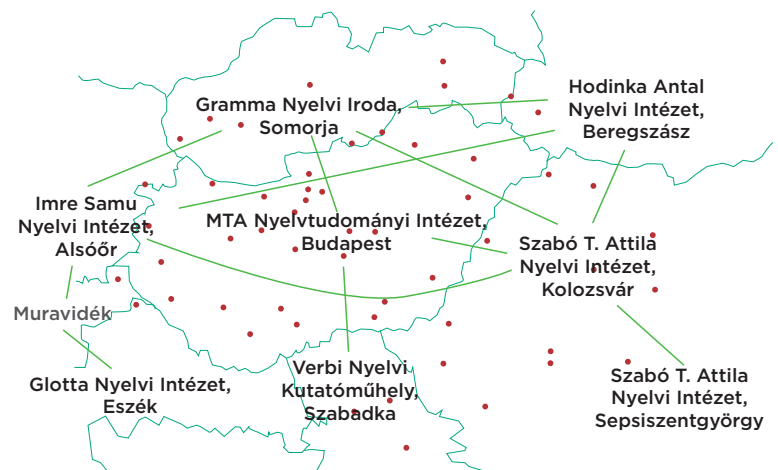 Gramma Nyelvi Iroda,
Somorja
Hodinka Antal
Nyelvi Intézet,
Beregszász
Imre Samu
Nyelvi Intézet,
Alsóőr
MTA Nyelvtudományi Intézet,
Budapest
Szabó T. Attila
Nyelvi Intézet,
Kolozsvár
Muravidék
Glotta Nyelvi Intézet,
Eszék
Verbi Nyelvi
Kutatóműhely,
Szabadka
Szabó T. Attila
Nyelvi Intézet,
Sepsiszentgyörgy